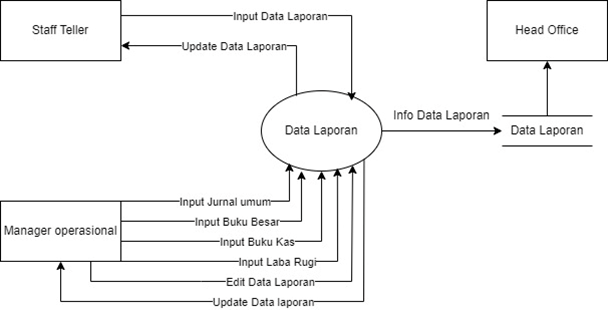 Staff Teller
Input Data Laporan
Head Office
Update Data Laporan
Info Data Laporan
Data Laporan
Data Laporan
Input Jurnal umum
Input Buku Besar
Manager operasional
Input Buku Kas
Input Laba Rugi
Edit Data Laporan
Update Data laporan